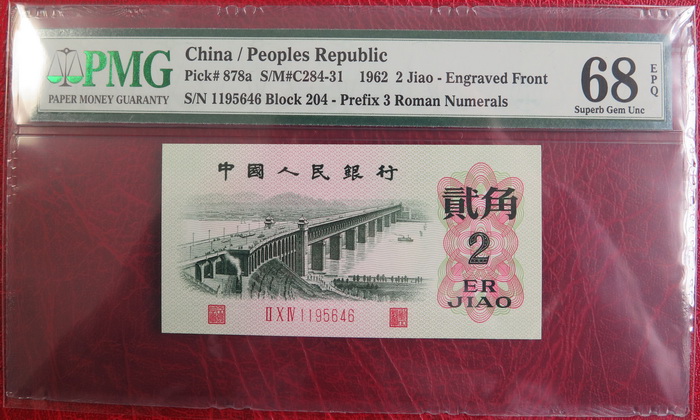 PMG
PAPER MONEY GUARANTY
China / Peoples Republic
Pick# 878a S/M#C284-31 1962 2 Jiao - Engraved Front
S/N 1195646 Block 204 - Prefix 3 Roman Numerals
68 EPQ
Superb Gem Unc
中國人民銀行
貳角
2
ER
JIAO
II X IV 1195646